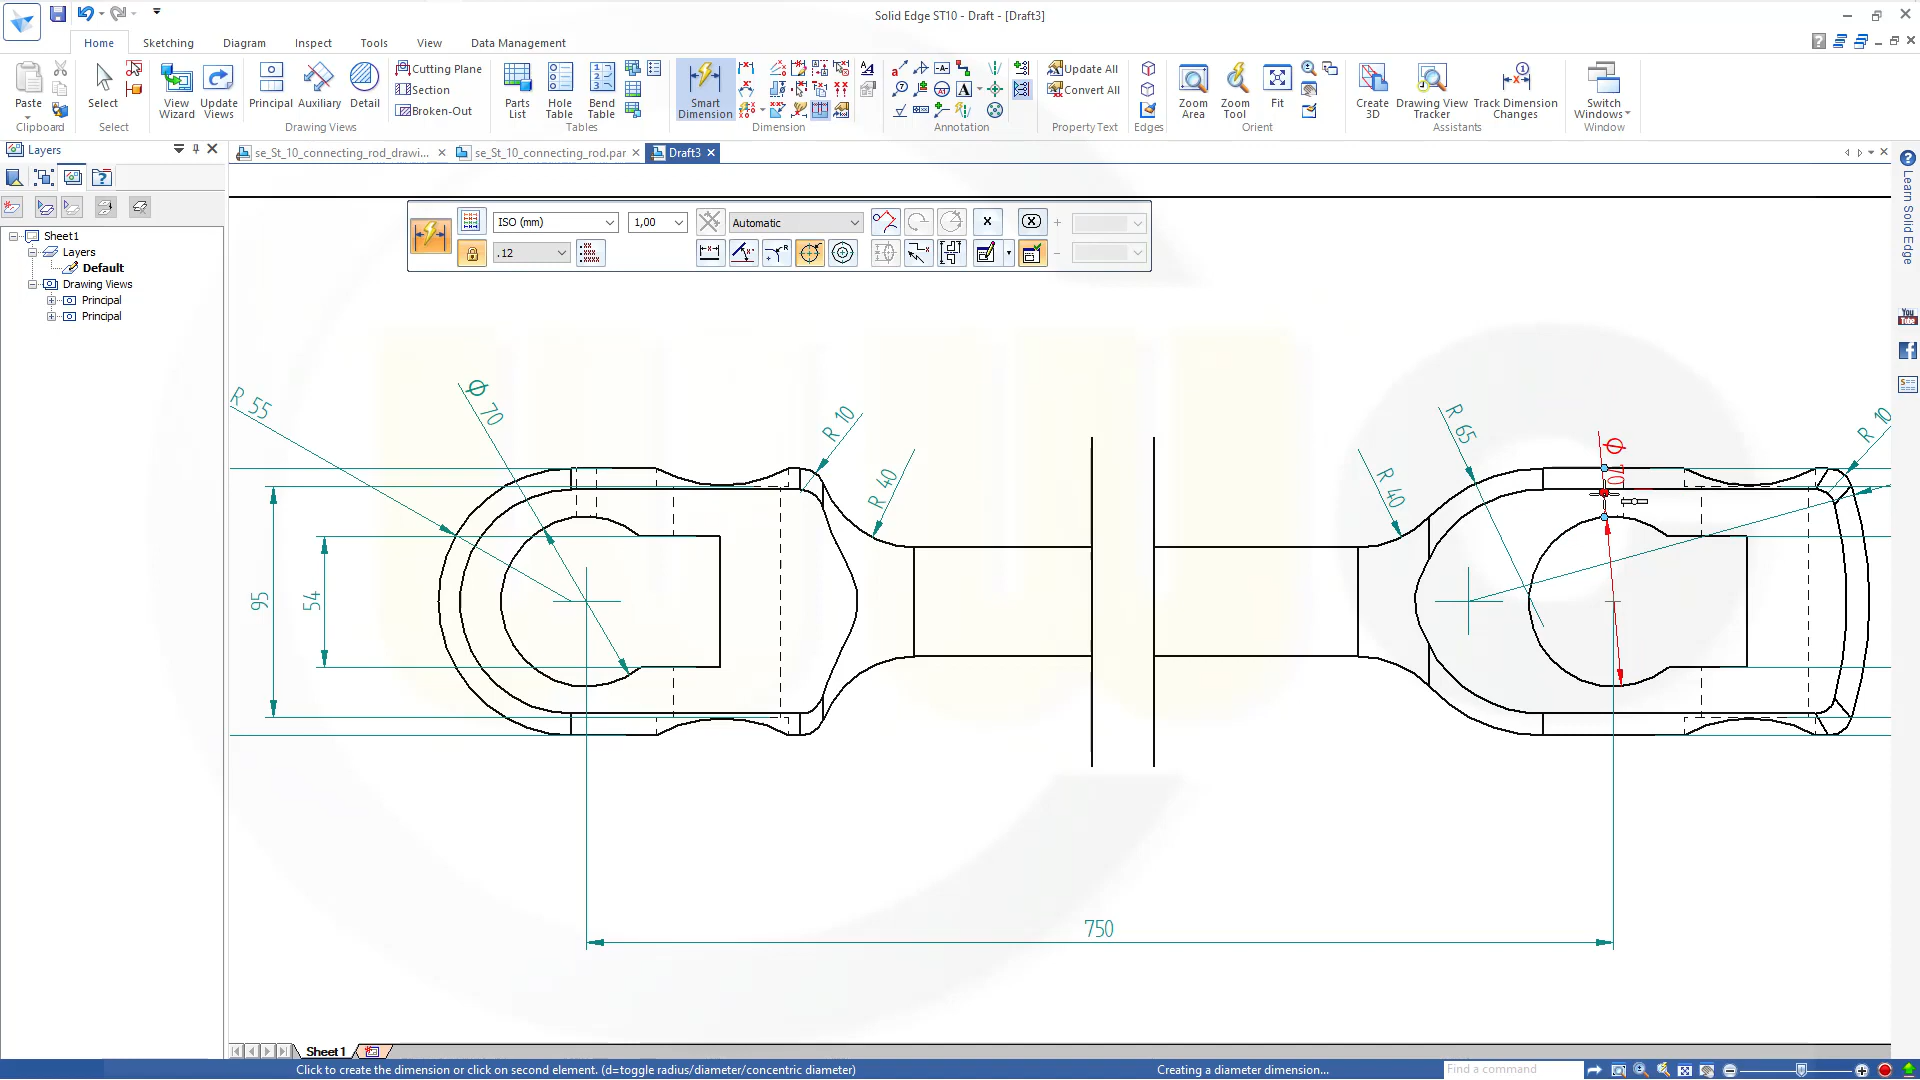 Solid Edge ST10 - Draft - [Draft3]
Home Sketching Diagram Inspect Tools View Data Management
Paste
Clipboard
Select
Select
View Wizard
Update Views
Principal
Auxiliary
Detail
Cutting Plane
Section
Broken-Out
Drawing Views
Parts List
Hole Table
Bend Table
Tables
Smart Dimension
Dimension
Annotation
Update All
Convert All
Property Text
Edges
Zoom Area
Zoom Tool
Fit
Orient
Create 3D
Drawing View Tracker
Track Dimension Changes
Assistants
Switch Windows
Window
Layers
se_St_10_connecting_rod_drawi...
se_St_10_connecting_rod.par
Draft3
Sheet1
Layers
Default
Drawing Views
Principal
Principal
ISO (mm)
1,00
Automatic
.12
Learn Solid Edge
You Tube
R 55
Ø 70
R 10
R 40
R 40
R 65
Ø 70
R 10
95
54
750
Sheet1
Click to create the dimension or click on second element. (d=toggle radius/diameter/concentric diameter)
Creating a diameter dimension...
Find a command